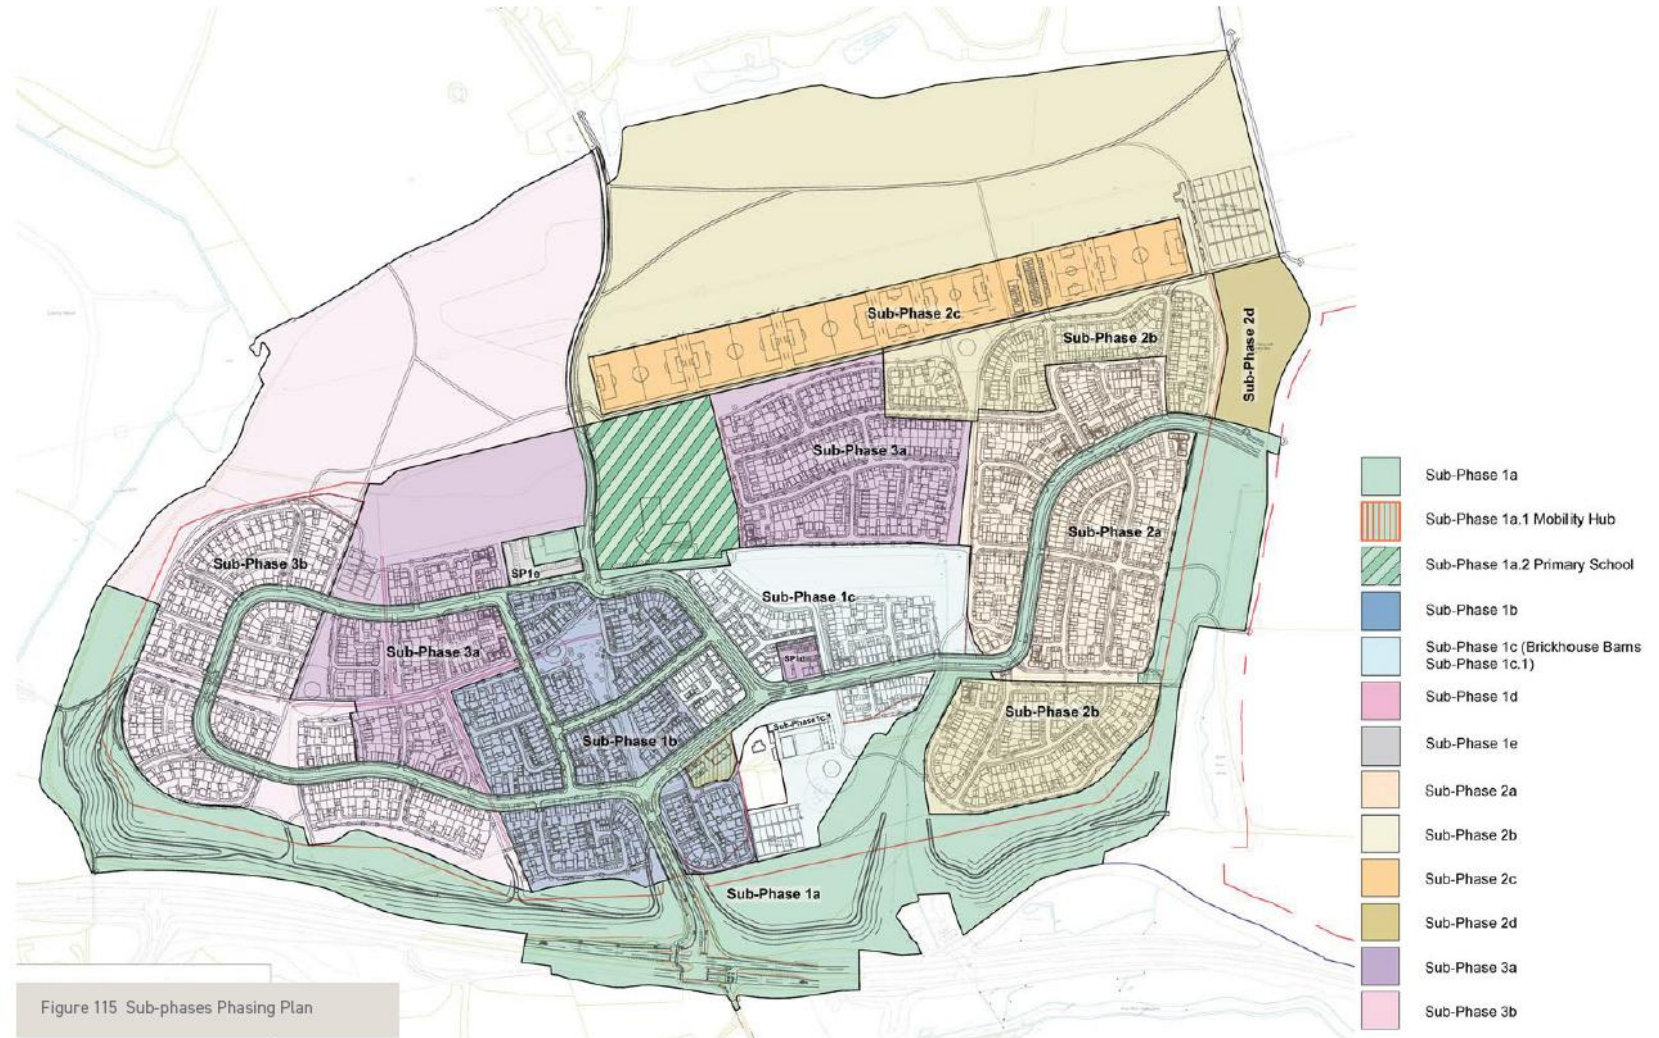 Sub-Phase 2c
Sub-Phase 2d
Sub-Phase 2b
Sub-Phase 3a
Sub-Phase 2a
Sub-Phase 3b
SP1e
Sub-Phase 1c
Sub-Phase 3a
Sub-Phase 2b
Sub-Phase 1b
Sub-Phase 1a
Sub-Phase 1a
Sub-Phase 1a.1 Mobility Hub
Sub-Phase 1a.2 Primary School
Sub-Phase 1b
Sub-Phase 1c (Brickhouse Barns
Sub-Phase 1c.1)
Sub-Phase 1d
Sub-Phase 1e
Sub-Phase 2a
Sub-Phase 2b
Sub-Phase 2c
Sub-Phase 2d
Sub-Phase 3a
Sub-Phase 3b
Figure 115 Sub-phases Phasing Plan